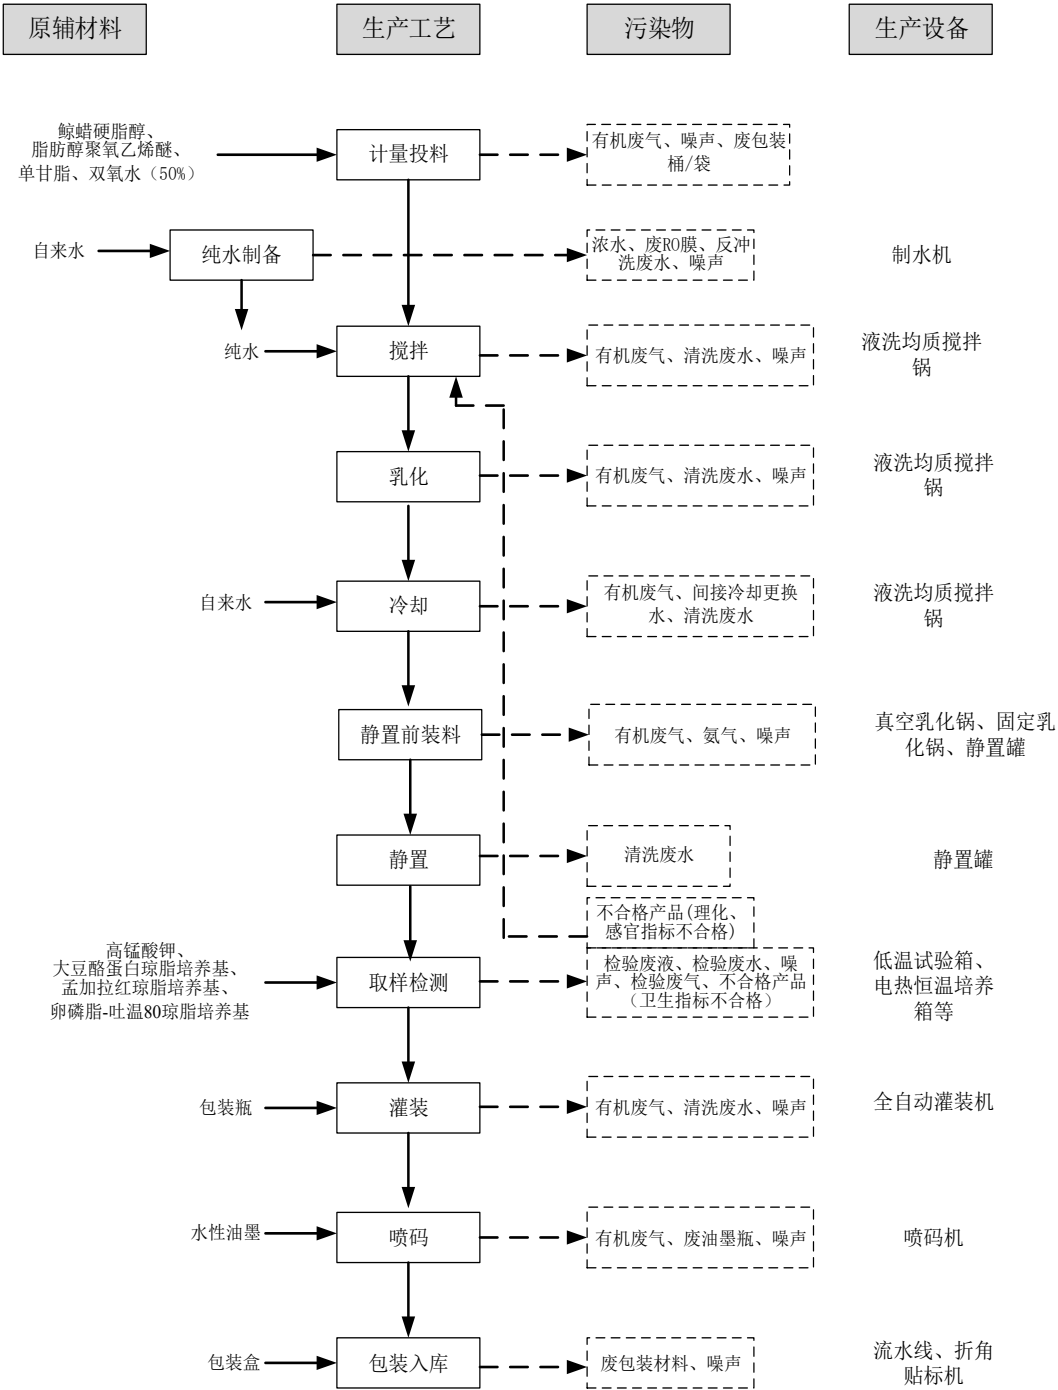 原辅材料
生产工艺
污染物
生产设备
鲸蜡硬脂醇、
脂肪醇聚氧乙烯醚、
单甘脂、双氧水（50%）
计量投料
有机废气、噪声、废包装
桶/袋
自来水
纯水制备
浓水、废RO膜、反冲
洗废水、噪声
制水机
纯水
搅拌
有机废气、清洗废水、噪声
液洗均质搅拌
锅
乳化
有机废气、清洗废水、噪声
液洗均质搅拌
锅
自来水
冷却
有机废气、间接冷却更换
水、清洗废水
液洗均质搅拌
锅
静置前装料
有机废气、氨气、噪声
真空乳化锅、固定乳
化锅、静置罐
静置
清洗废水
静置罐
不合格产品(理化、
感官指标不合格)
高锰酸钾、
大豆酪蛋白琼脂培养基、
孟加拉红琼脂培养基、
卵磷脂-吐温80琼脂培养基
取样检测
检验废液、检验废水、噪
声、检验废气、不合格产品
（卫生指标不合格）
低温试验箱、
电热恒温培养
箱等
包装瓶
灌装
有机废气、清洗废水、噪声
全自动灌装机
水性油墨
喷码
有机废气、废油墨瓶、噪声
喷码机
包装盒
包装入库
废包装材料、噪声
流水线、折角
贴标机